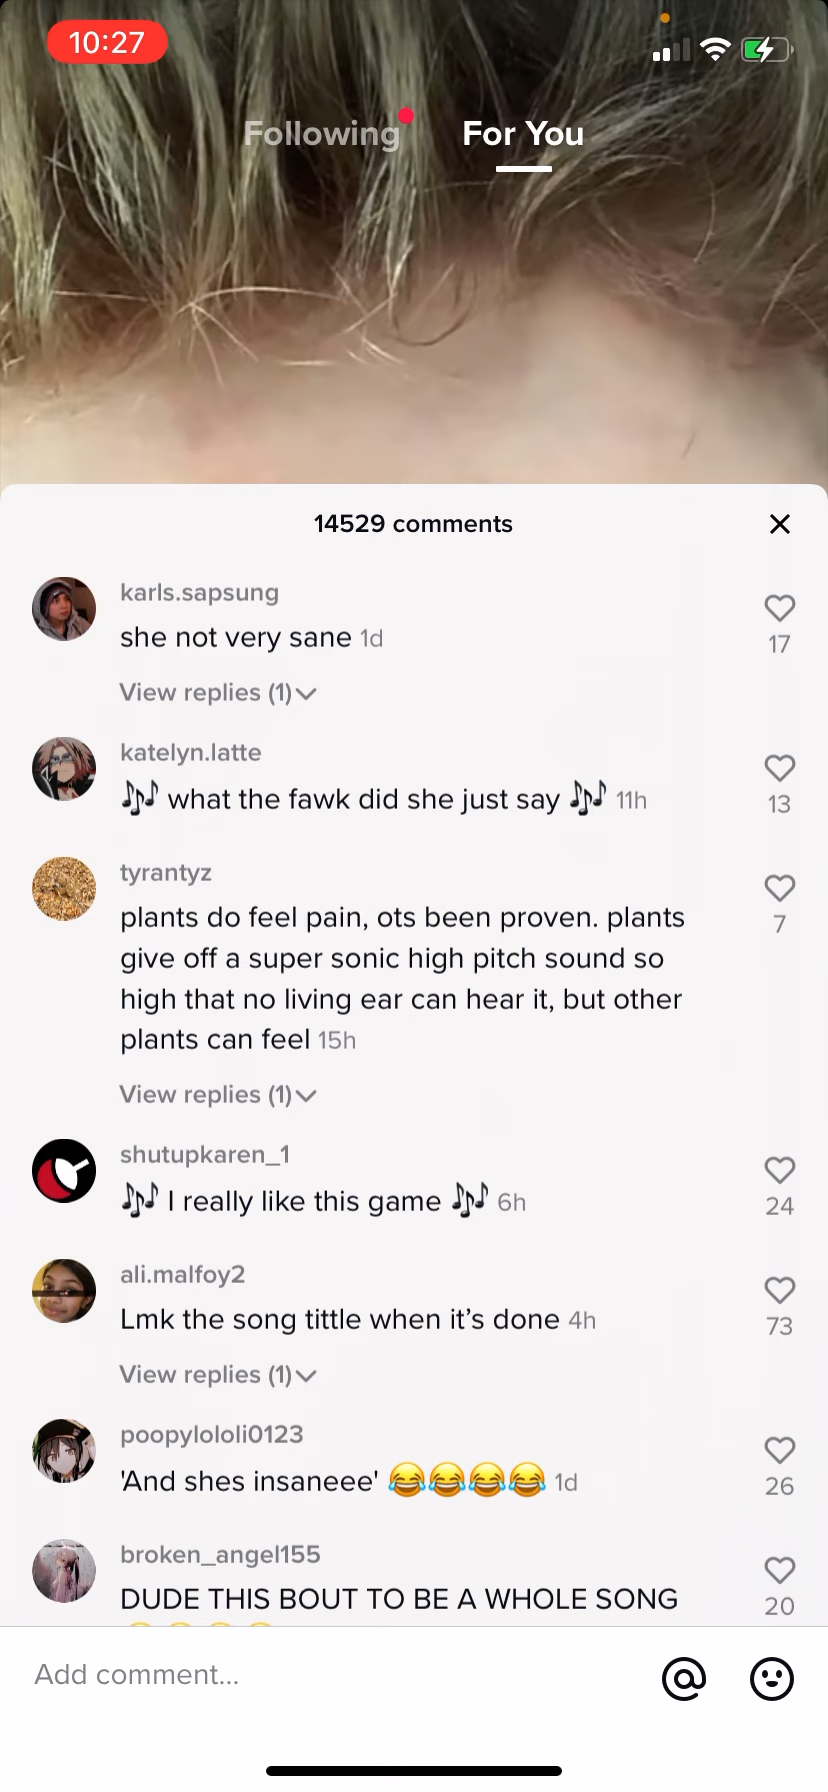 10:27
Following
For You
14529 comments
karls.sapsung
she not very sane 1d
17
View replies (1)
katelyn.latte
🎶 what the fawk did she just say 🎶 11h
13
tyrantyz
plants do feel pain, ots been proven. plants
give off a super sonic high pitch sound so
high that no living ear can hear it, but other
plants can feel 15h
7
View replies (1)
shutupkaren_1
🎶 I really like this game 🎶 6h
24
ali.malfoy2
Lmk the song tittle when it’s done 4h
73
View replies (1)
poopylololi0123
'And shes insaneee' 😂😂😂😂 1d
26
broken_angel155
DUDE THIS BOUT TO BE A WHOLE SONG
20
Add comment...